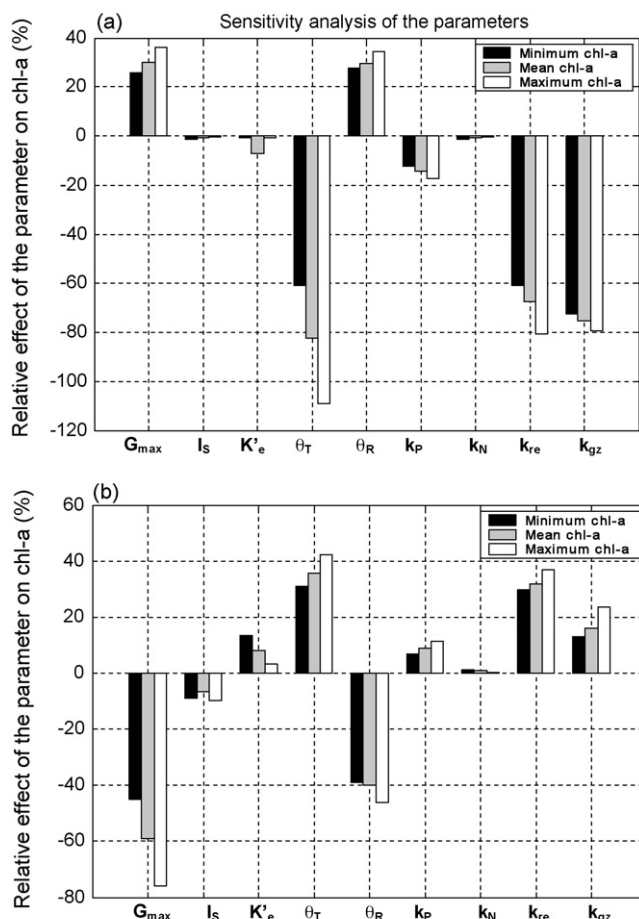 (a) Sensitivity analysis of the parameters
Relative effect of the parameter on chl-a (%)
40
20
0
-20
-40
-60
-80
-100
-120
Minimum chl-a
Mean chl-a
Maximum chl-a
Gmax IS K'e θT θR kP kN kre kgz
(b)
Relative effect of the parameter on chl-a (%)
60
40
20
0
-20
-40
-60
-80
Minimum chl-a
Mean chl-a
Maximum chl-a
Gmax IS K'e θT θR kP kN kre kgz